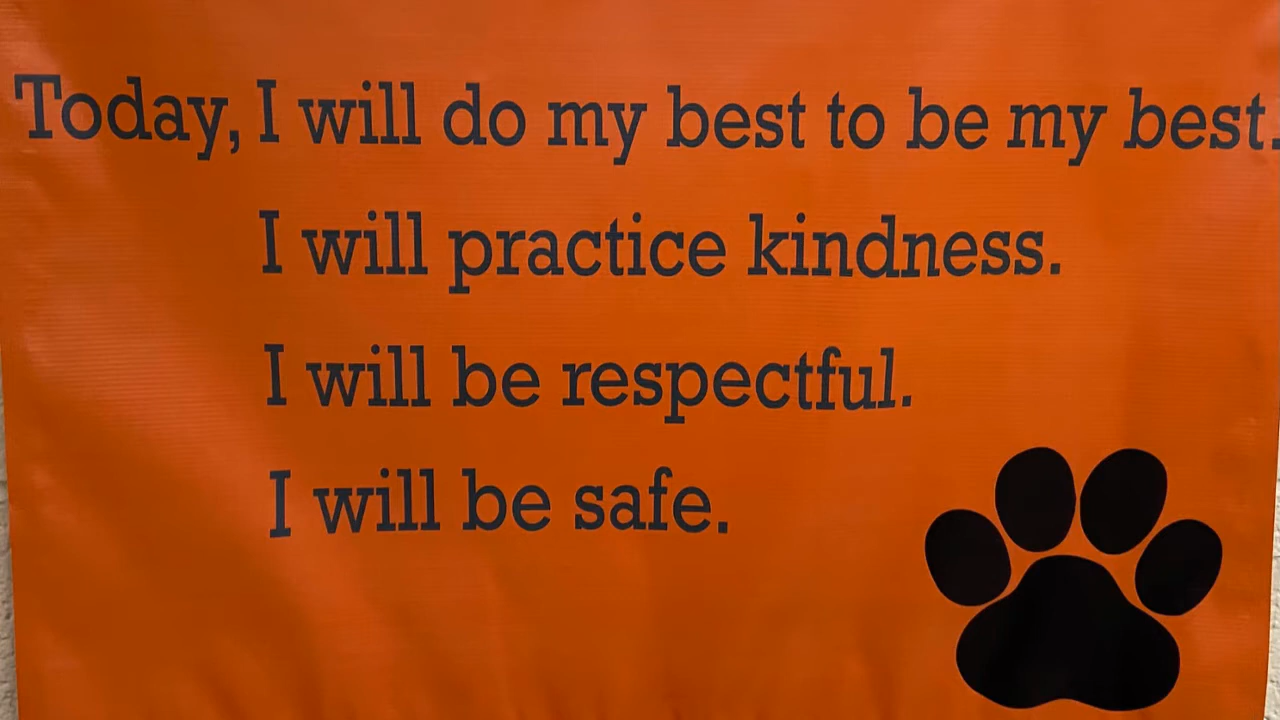 Today, I will do my best to be my best.
I will practice kindness.
I will be respectful.
I will be safe.